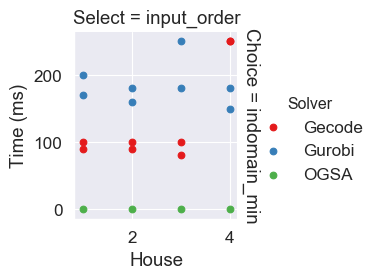 Select = input_order
Time (ms)
200
100
0
2
4
House
Choice = indomain_min
Solver
Gecode
Gurobi
OGSA